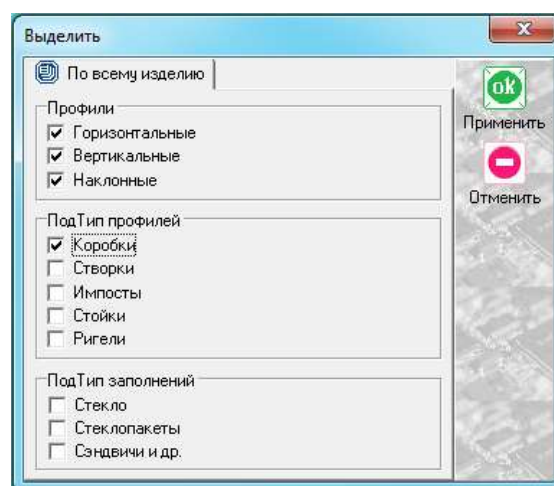 Выделить
По всему изделию
Профили
Горизонтальные
Вертикальные
Наклонные
ПодТип профилей
Коробки
Створки
Импосты
Стойки
Ригели
ПодТип заполнений
Стекло
Стеклопакеты
Сэндвичи и др.
ok
Применить
Отменить